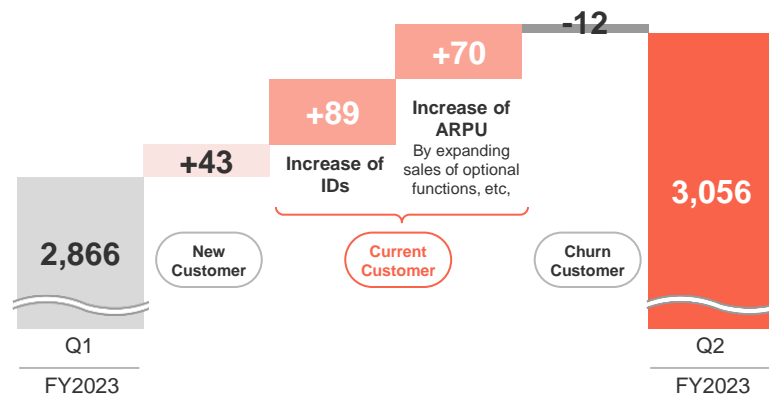 2,866
+43
+89
+70
-12
3,056
Increase of
IDs
Increase of
ARPU
By expanding
sales of optional
functions, etc,
New
Customer
Current
Customer
Churn
Customer
Q1
FY2023
Q2
FY2023